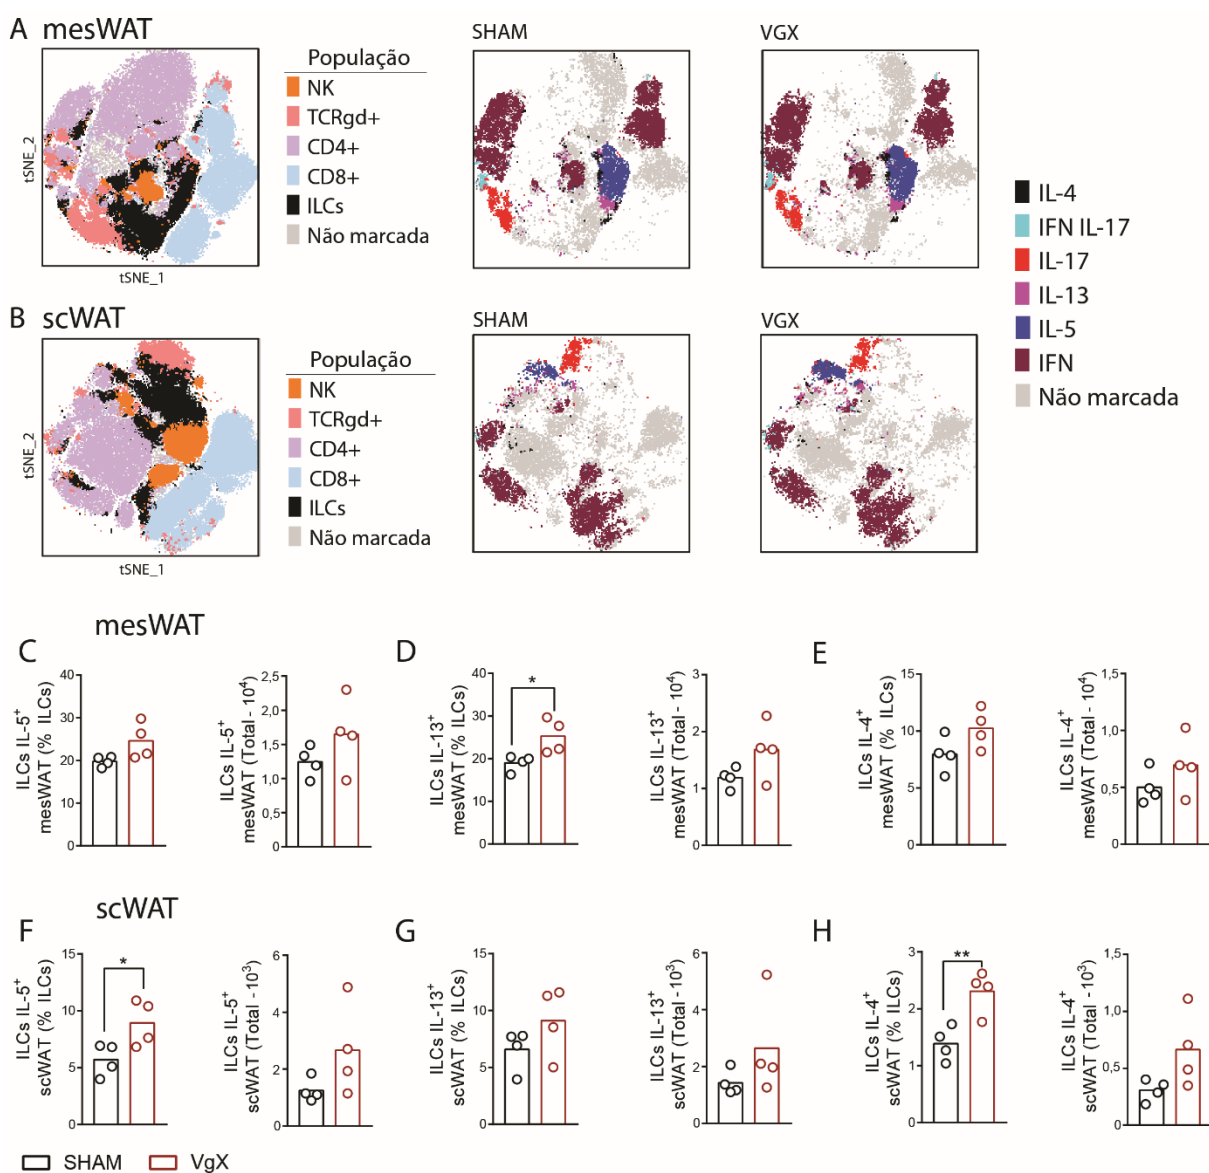 A mesWAT
SHAM
VGX
População
NK
TCRgd+
CD4+
CD8+
ILCs
Não marcada
tSNE_2
tSNE_1
IL-4
IFN IL-17
IL-17
IL-13
IL-5
IFN
Não marcada
B scWAT
SHAM
VGX
População
NK
TCRgd+
CD4+
CD8+
ILCs
Não marcada
tSNE_2
tSNE_1
mesWAT
C
ILCs IL-5+
mesWAT (% ILCs)
40
30
20
10
0
ILCs IL-5+
mesWAT (Total - 10⁴)
2,5
2,0
1,5
1,0
0,5
0,0
D
ILCs IL-13+
mesWAT (% ILCs)
40
30
20
10
0
*
ILCs IL-13+
mesWAT (Total - 10⁴)
3
2
1
0
E
ILCs IL-4+
mesWAT (% ILCs)
15
10
5
0
ILCs IL-4+
mesWAT (Total - 10⁴)
1,5
1,0
0,5
0
scWAT
F
ILCs IL-5+
scWAT (% ILCs)
15
10
5
0
*
ILCs IL-5+
scWAT (Total - 10³)
6
4
2
0
G
ILCs IL-13+
scWAT (% ILCs)
15
10
5
0
ILCs IL-13+
scWAT (Total - 10³)
6
4
2
0
H
ILCs IL-4+
scWAT (% ILCs)
3
2
1
0
**
ILCs IL-4+
scWAT (Total - 10³)
1,5
1,0
0,5
0,0
SHAM
VgX